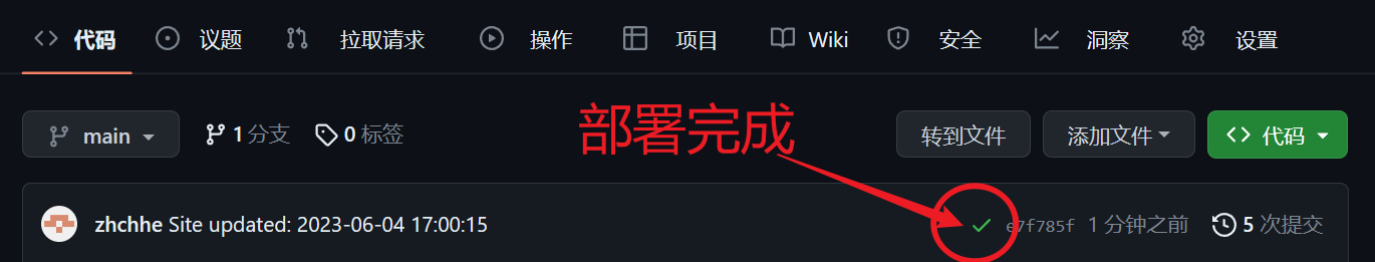 代码 议题 拉取请求 操作 项目 Wiki 安全 洞察 设置
部署完成
main 1分支 0标签 转到文件 添加文件 代码
zhchhe Site updated: 2023-06-04 17:00:15 e7f785f 1 分钟之前 5 次提交